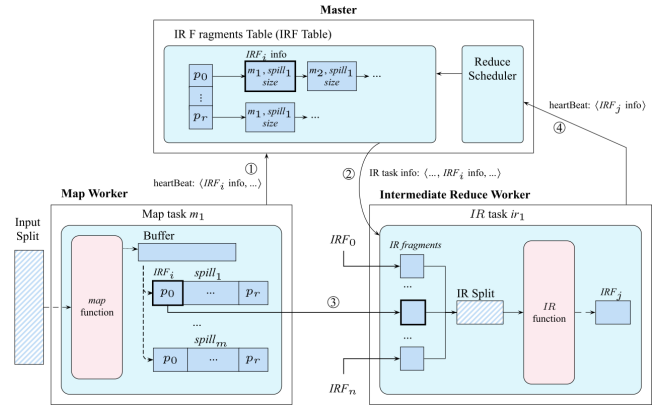 Master
IR F ragments Table (IRF Table)
IRF_i info
p_0
m_1, spill_1
size
m_2, spill_1
size
...
⋮
p_r
m_1, spill_1
size
...
Reduce
Scheduler
①
heartBeat: ⟨IRF_i info, ...⟩
②
IR task info: ⟨..., IRF_i info, ...⟩
heartBeat: ⟨IRF_j info⟩
④
Map Worker
Map task m_1
Input
Split
map
function
Buffer
IRF_i
spill_1
p_0
...
p_r
...
spill_m
p_0
...
p_r
③
Intermediate Reduce Worker
IR task ir_1
IRF_0
IR fragments
...
...
IRF_n
IR Split
IR
function
IRF_j